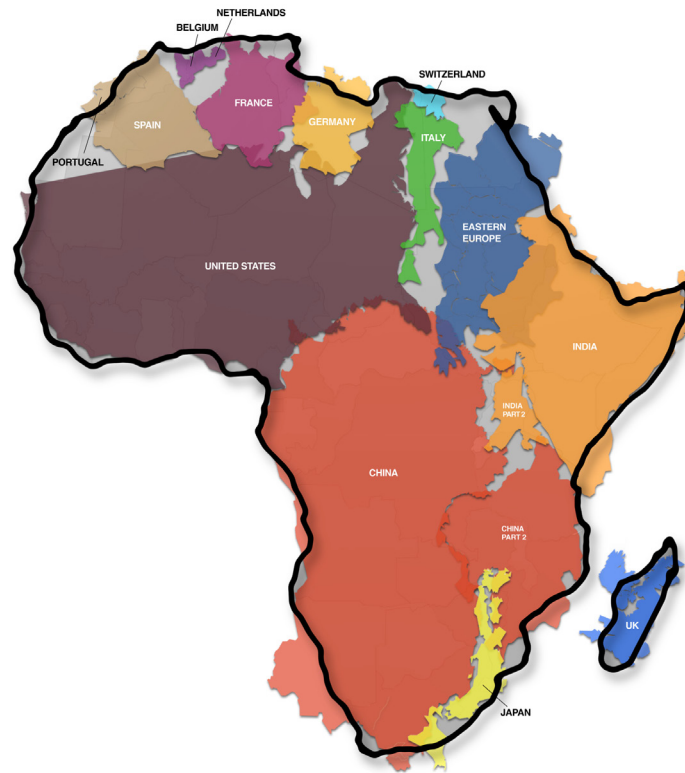 NETHERLANDS
BELGIUM
SWITZERLAND
FRANCE
GERMANY
SPAIN
ITALY
PORTUGAL
EASTERN
EUROPE
UNITED STATES
INDIA
INDIA
PART 2
CHINA
CHINA
PART 2
UK
JAPAN